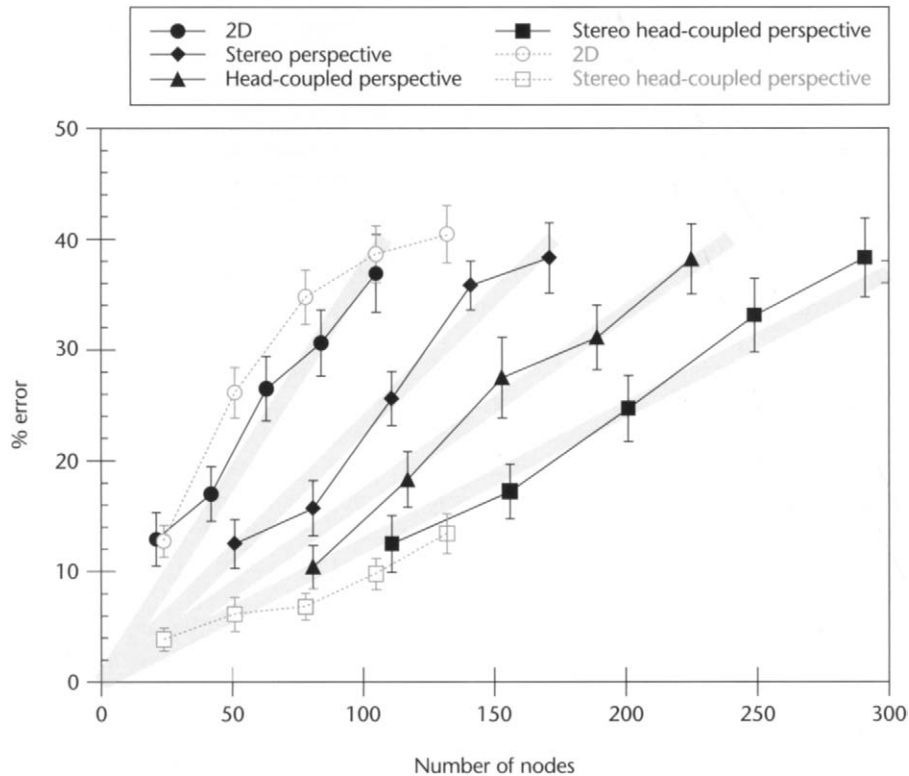 2D
Stereo perspective
Head-coupled perspective
Stereo head-coupled perspective
2D
Stereo head-coupled perspective
50
40
30
20
10
0
% error
0 50 100 150 200 250 300
Number of nodes